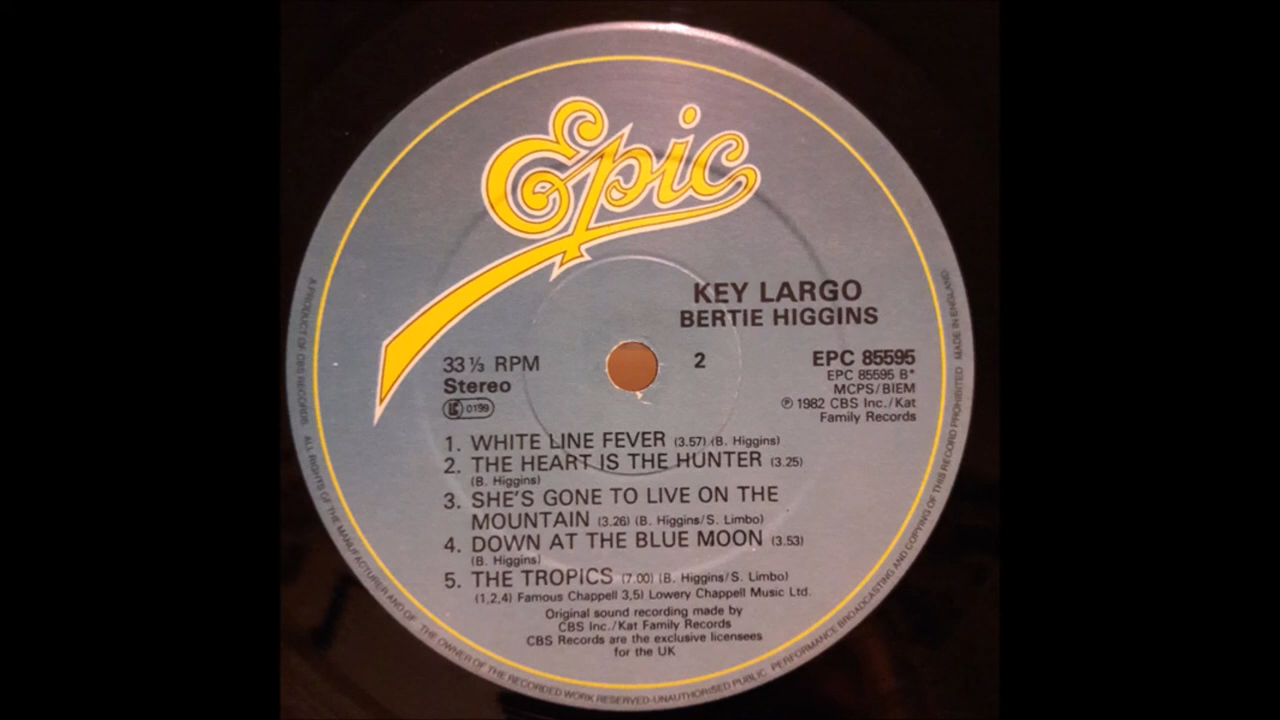 Epic
KEY LARGO
BERTIE HIGGINS
33⅓ RPM
Stereo
LC 0199
2
EPC 85595
EPC 85595 B*
MCPS/BIEM
℗ 1982 CBS Inc./Kat
Family Records
1. WHITE LINE FEVER (3.57) (B. Higgins)
2. THE HEART IS THE HUNTER (3.25)
(B. Higgins)
3. SHE'S GONE TO LIVE ON THE
MOUNTAIN (3.26) (B. Higgins/S. Limbo)
4. DOWN AT THE BLUE MOON (3.53)
(B. Higgins)
5. THE TROPICS (7.00) (B. Higgins/S. Limbo)
(1,2,4) Famous Chappell 3,5) Lowery Chappell Music Ltd.
Original sound recording made by
CBS Inc./Kat Family Records
CBS Records are the exclusive licensees
for the UK
A PRODUCT OF CBS RECORDS ALL RIGHTS OF THE MANUFACTURER AND OF THE OWNER OF THE RECORDED WORK RESERVED-UNAUTHORISED PUBLIC PERFORMANCE BROADCASTING AND COPYING OF THIS RECORD PROHIBITED MADE IN ENGLAND